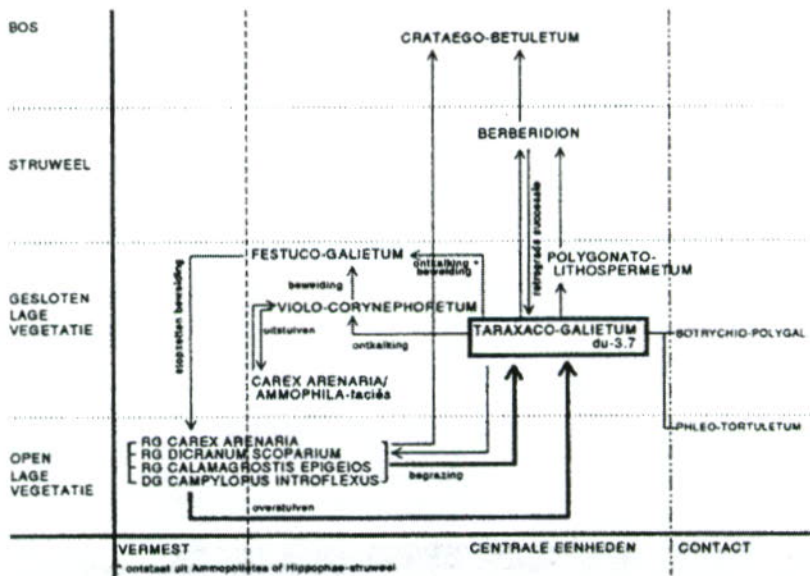 BOS
CRATAEGO-BETULETUM
BERBERIDION
STRUWEEL
retrograde successie
FESTUCO-GALIETUM
ontkalking *
beweiding
POLYGONATO-
LITHOSPERMETUM
stopzetten beweiding
beweiding
GESLOTEN
LAGE
VEGETATIE
VIOLO-CORYNEPHORETUM
uitstuiven
ontkalking
TARAXACO-GALIETUM
du-3.7
BOTRYCHIO-POLYGAL
CAREX ARENARIA/
AMMOPHILA-faciës
PHLEO-TORTULETUM
OPEN
LAGE
VEGETATIE
RG CAREX ARENARIA
RG DICRANUM SCOPARIUM
RG CALAMAGROSTIS EPIGEIOS
DG CAMPYLOPUS INTROFLEXUS
begrazing
overstuiven
VERMEST
CENTRALE EENHEDEN
CONTACT
* ontstaat uit Ammophiletea of Hippophae-struweel